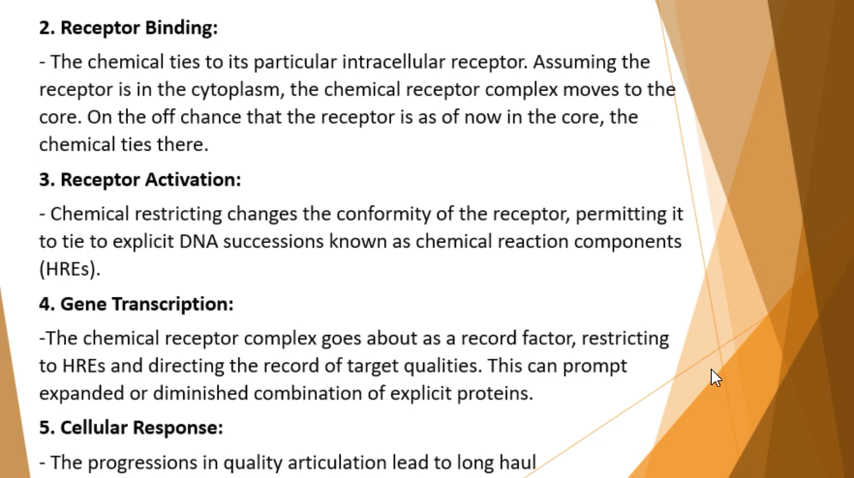 2. Receptor Binding:
- The chemical ties to its particular intracellular receptor. Assuming the
receptor is in the cytoplasm, the chemical receptor complex moves to the
core. On the off chance that the receptor is as of now in the core, the
chemical ties there.
3. Receptor Activation:
- Chemical restricting changes the conformity of the receptor, permitting it
to tie to explicit DNA successions known as chemical reaction components
(HREs).
4. Gene Transcription:
-The chemical receptor complex goes about as a record factor, restricting
to HREs and directing the record of target qualities. This can prompt
expanded or diminished combination of explicit proteins.
5. Cellular Response:
- The progressions in quality articulation lead to long haul